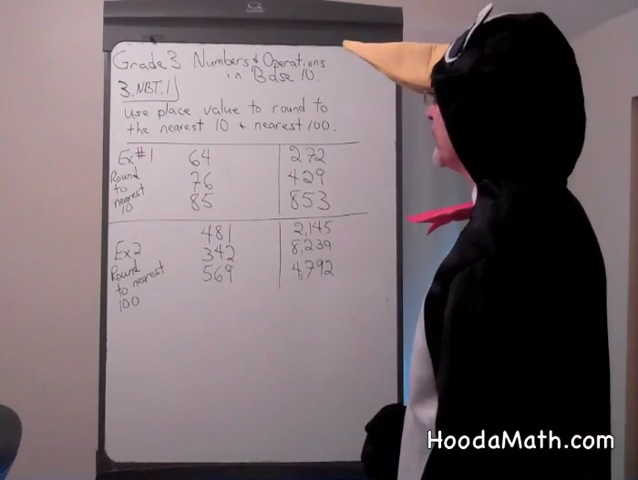 Grade 3 Numbers & Operations
in Base 10.
3.NBT.1
Use place value to round to
the nearest 10 & nearest 100.
Ex #1 64 272
Round to nearest 10 76 429
85 853
481 2,145
Ex 2 342 8,239
Round to nearest 100 569 4,792
HoodaMath.com